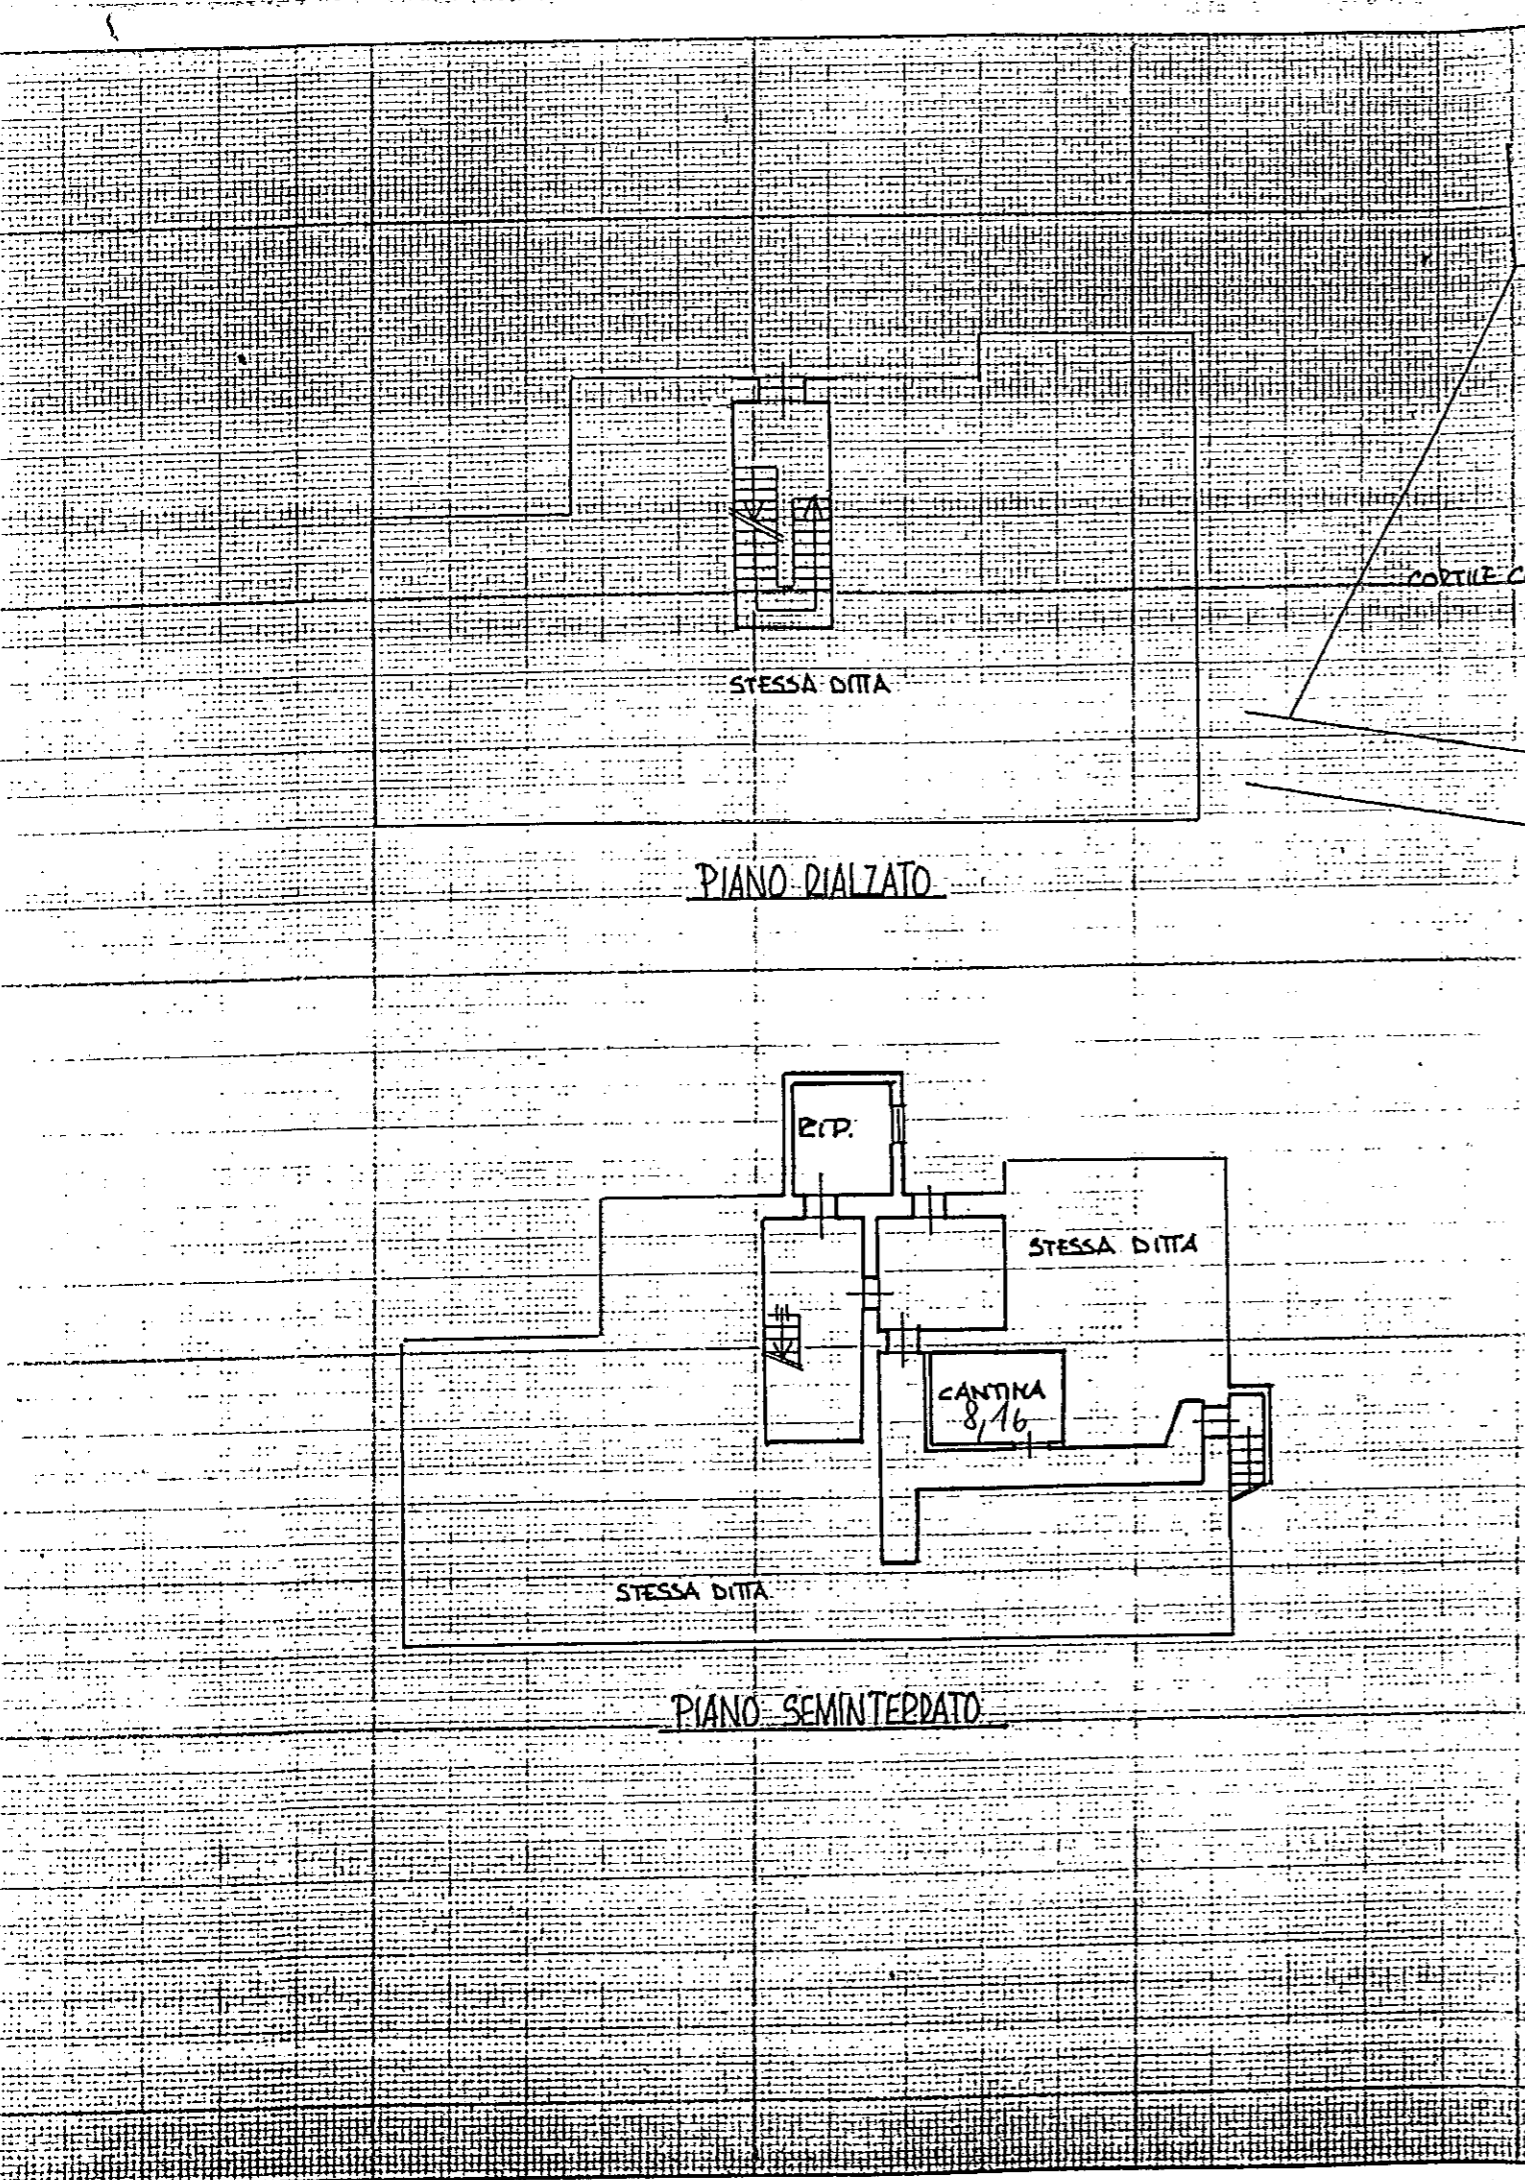 CORTILE C
STESSA DITTA
PIANO RIALZATO
RIP.
STESSA DITTA
CANTINA
8,16
STESSA DITTA
PIANO SEMINTERRATO